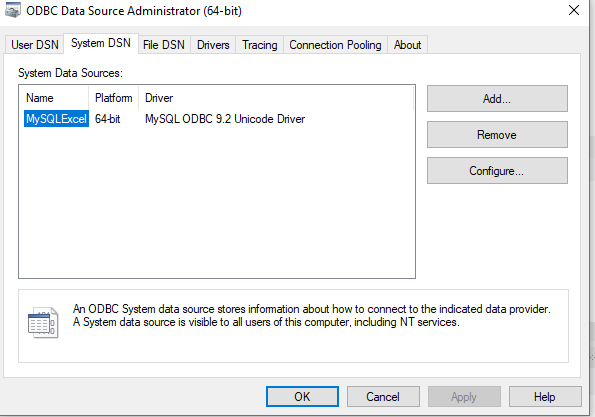 ODBC Data Source Administrator (64-bit)
User DSN System DSN File DSN Drivers Tracing Connection Pooling About
System Data Sources:
Name Platform Driver
MySQLExcel 64-bit MySQL ODBC 9.2 Unicode Driver
Add...
Remove
Configure...
An ODBC System data source stores information about how to connect to the indicated data provider.
A System data source is visible to all users of this computer, including NT services.
OK Cancel Apply Help